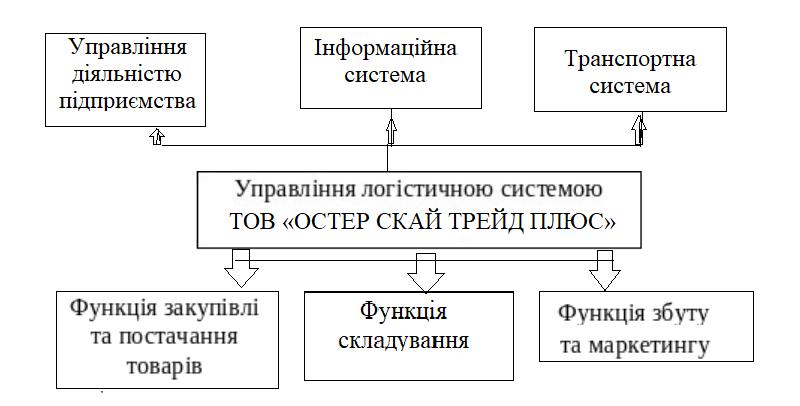 Управління
діяльністю
підприємства
Інформаційна
система
Транспортна
система
Управління логістичною системою
ТОВ «ОСТЕР СКАЙ ТРЕЙД ПЛЮС»
Функція закупівлі
та постачання
товарів
Функція
складування
Функція збуту
та маркетингу